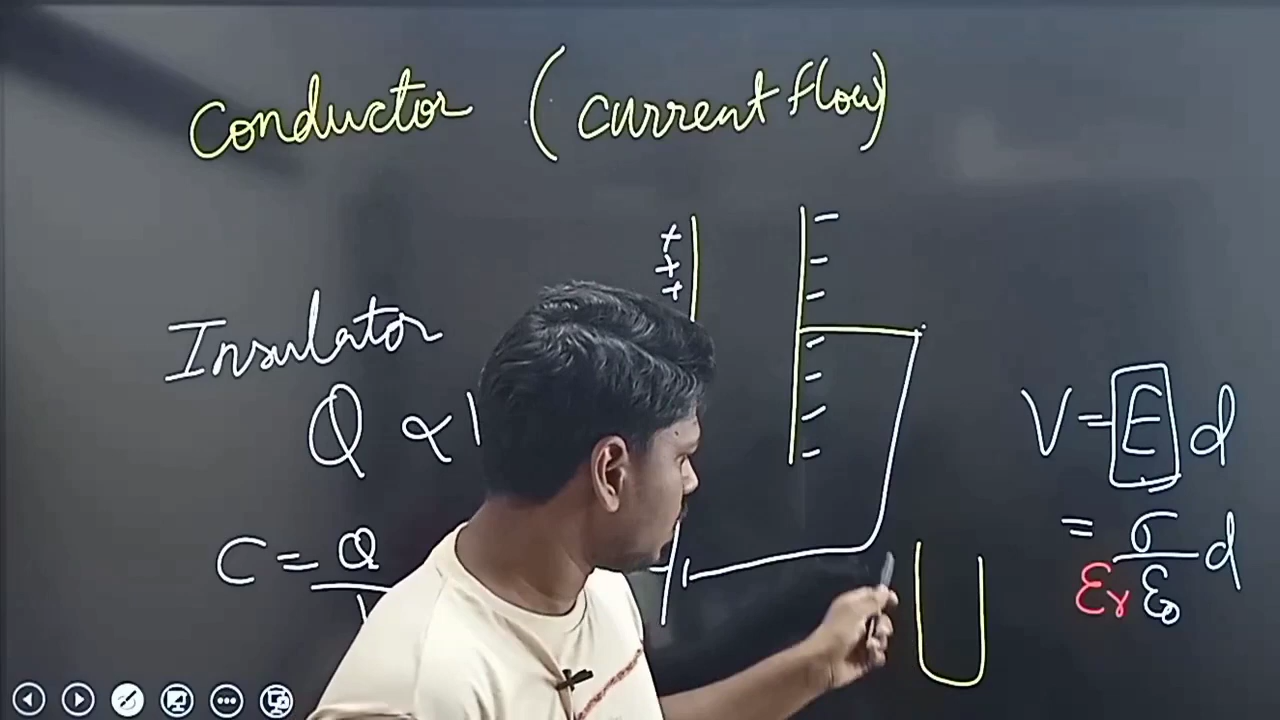 Conductor (current flow)
+
+
+
Insulator
Q α
V = E d
C = Q
= σ d
εr ε0